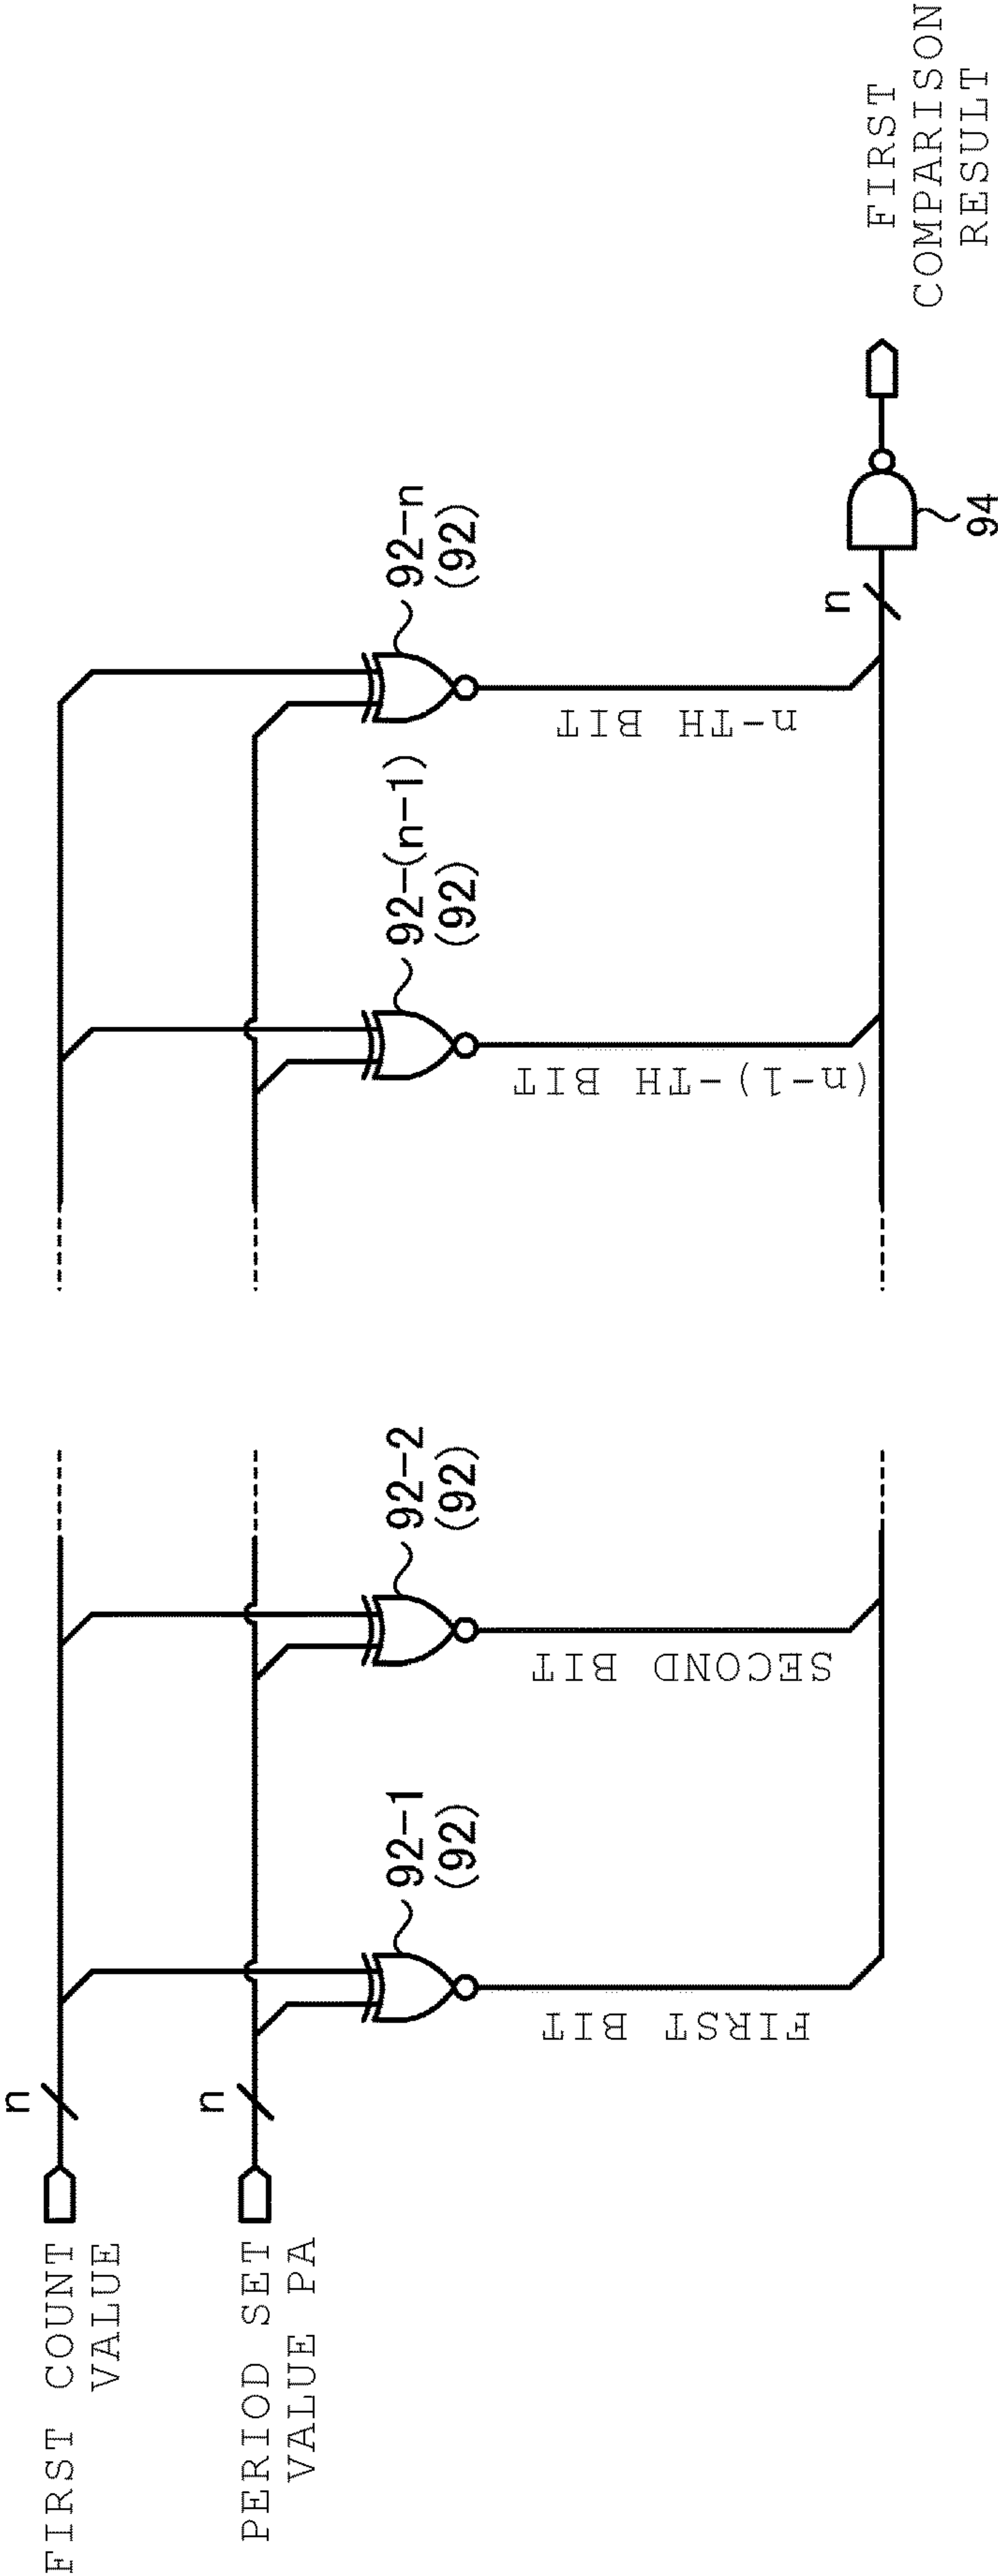 FIRST COUNT
VALUE
n
PERIOD SET
VALUE PA
n
92-1
(92)
92-2
(92)
92-(n-1)
(92)
92-n
(92)
FIRST BIT
SECOND BIT
(n-1)-TH BIT
n-TH BIT
n
94
FIRST
COMPARISON
RESULT